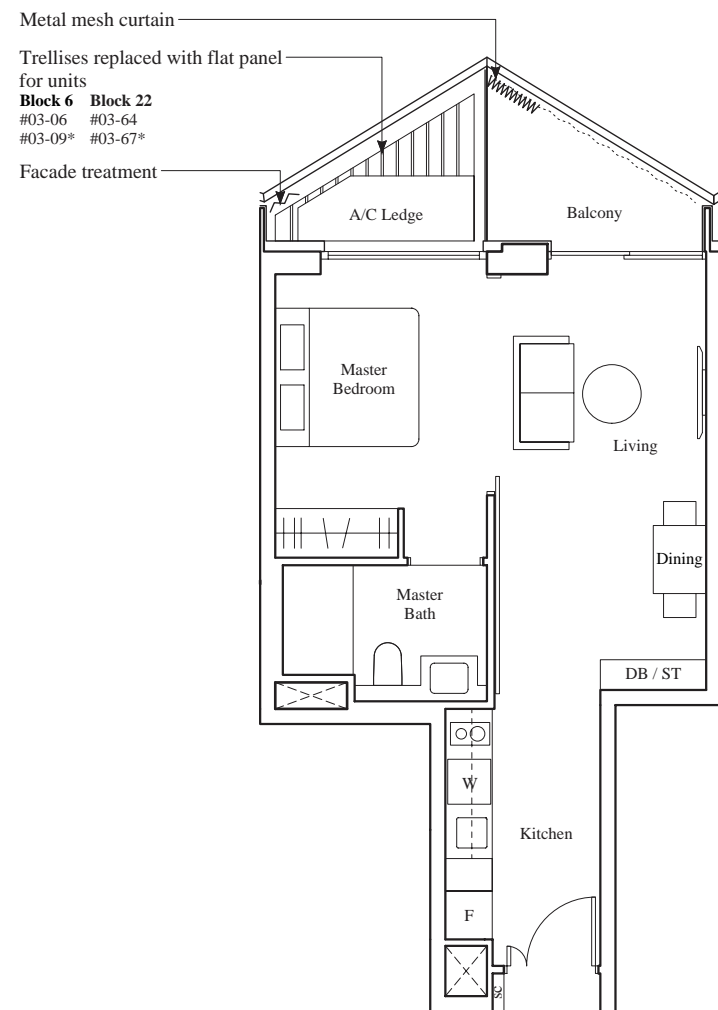 Metal mesh curtain
Trellises replaced with flat panel
for units
Block 6 Block 22
#03-06 #03-64
#03-09* #03-67*
Facade treatment
A/C Ledge
Balcony
Master
Bedroom
Living
Dining
Master
Bath
DB / ST
W
Kitchen
F
SC